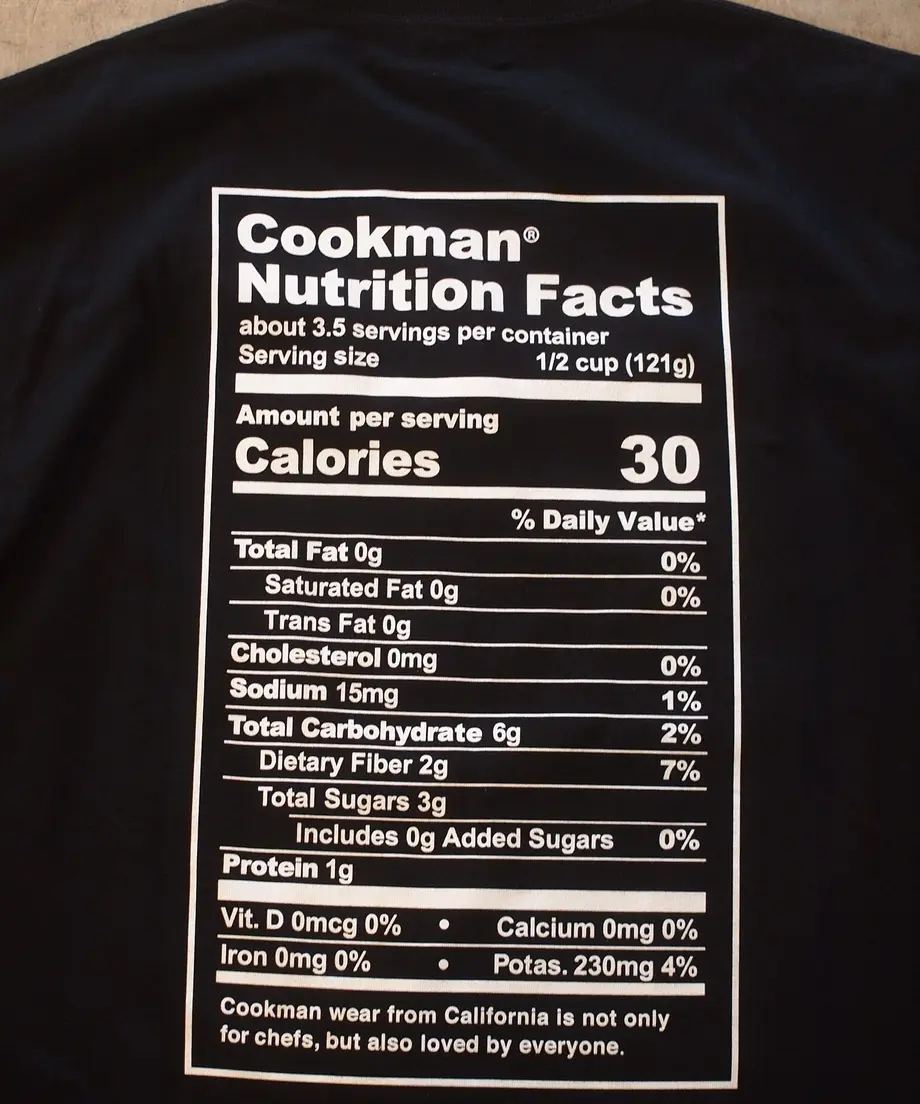 Cookman®
Nutrition Facts
about 3.5 servings per container
Serving size 1/2 cup (121g)
Amount per serving
Calories 30
% Daily Value*
Total Fat 0g 0%
Saturated Fat 0g 0%
Trans Fat 0g
Cholesterol 0mg 0%
Sodium 15mg 1%
Total Carbohydrate 6g 2%
Dietary Fiber 2g 7%
Total Sugars 3g
Includes 0g Added Sugars 0%
Protein 1g
Vit. D 0mcg 0% • Calcium 0mg 0%
Iron 0mg 0% • Potas. 230mg 4%
Cookman wear from California is not only
for chefs, but also loved by everyone.